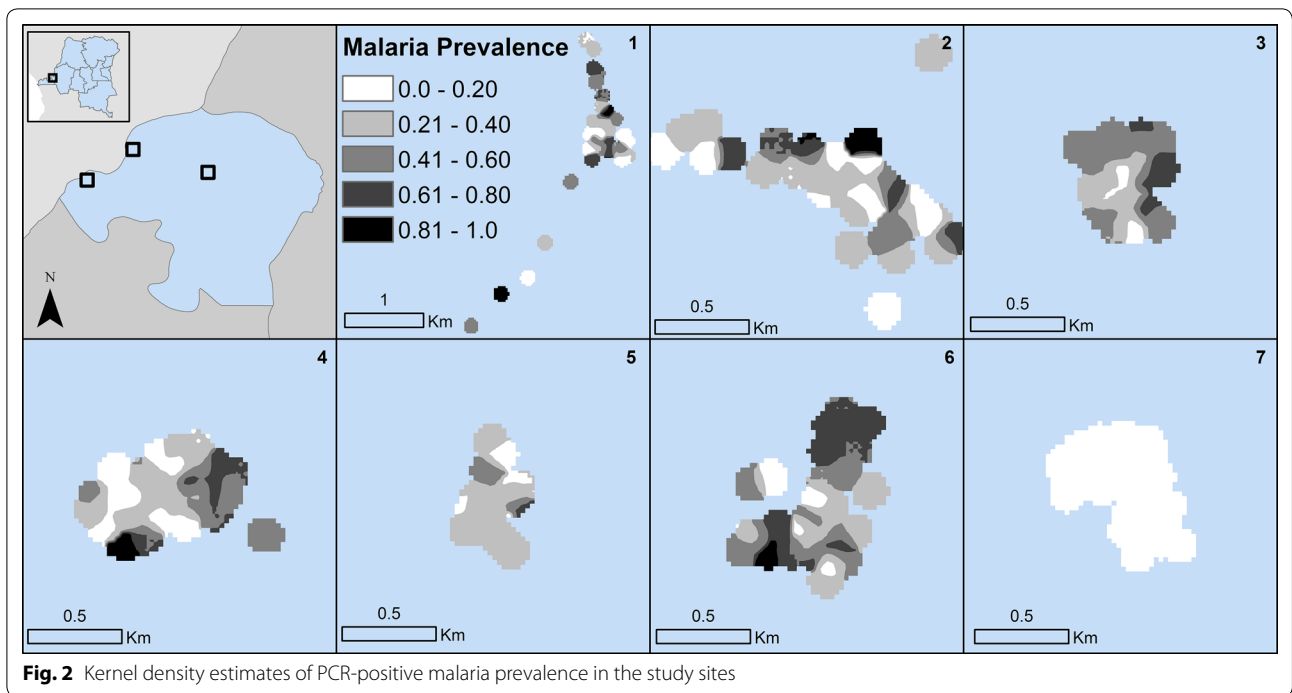 N
Malaria Prevalence
0.0 - 0.20
0.21 - 0.40
0.41 - 0.60
0.61 - 0.80
0.81 - 1.0
1
Km
1
2
0.5
Km
3
0.5
Km
4
0.5
Km
5
0.5
Km
6
0.5
Km
7
0.5
Km
Fig. 2 Kernel density estimates of PCR-positive malaria prevalence in the study sites